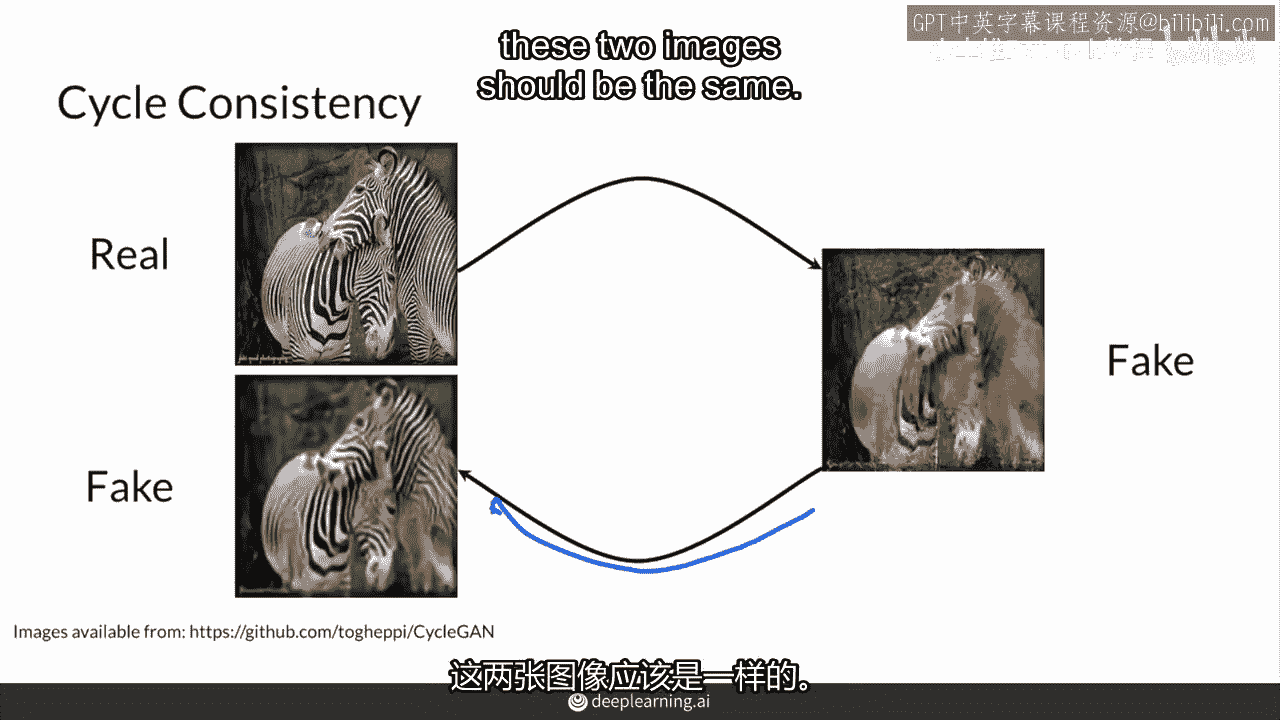 GPT中英字幕课程资源@bilibili.com
these two images
should be the same.
Cycle Consistency
Real
Fake
Fake
Images available from: https://github.com/togheppi/CycleGAN
这两张图像应该是一样的。
deeplearning.ai